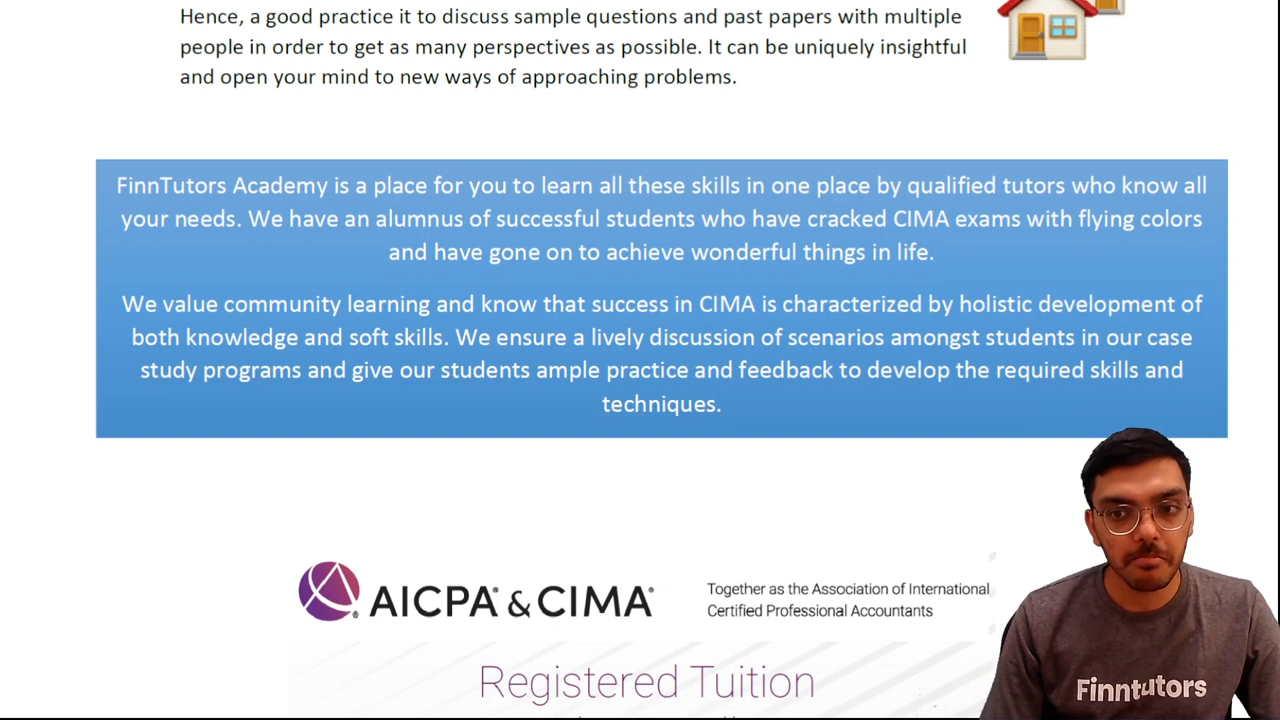 Hence, a good practice it to discuss sample questions and past papers with multiple
people in order to get as many perspectives as possible. It can be uniquely insightful
and open your mind to new ways of approaching problems.
FinnTutors Academy is a place for you to learn all these skills in one place by qualified tutors who know all
your needs. We have an alumnus of successful students who have cracked CIMA exams with flying colors
and have gone on to achieve wonderful things in life.
We value community learning and know that success in CIMA is characterized by holistic development of
both knowledge and soft skills. We ensure a lively discussion of scenarios amongst students in our case
study programs and give our students ample practice and feedback to develop the required skills and
techniques.
AICPA® & CIMA®
Together as the Association of International
Certified Professional Accountants
Registered Tuition
Finntutors